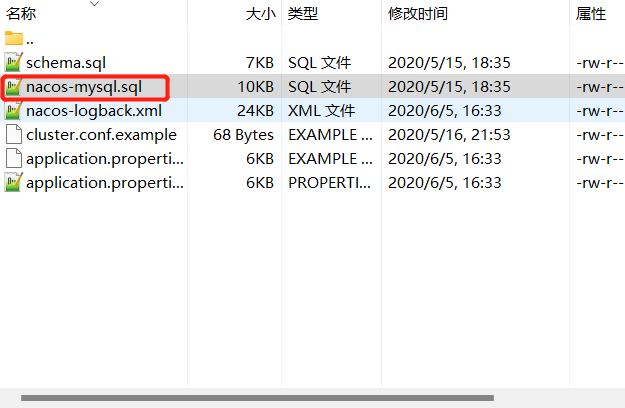 名称 大小 类型 修改时间 属性
..
schema.sql 7KB SQL 文件 2020/5/15, 18:35 -rw-r--
nacos-mysql.sql 10KB SQL 文件 2020/5/15, 18:35 -rw-r--
nacos-logback.xml 24KB XML 文件 2020/6/5, 16:33 -rw-r--
cluster.conf.example 68 Bytes EXAMPLE ... 2020/5/16, 21:53 -rw-r--
application.properti... 6KB EXAMPLE ... 2020/6/5, 16:33 -rw-r--
application.properti... 6KB PROPERTI... 2020/6/5, 16:33 -rw-r--